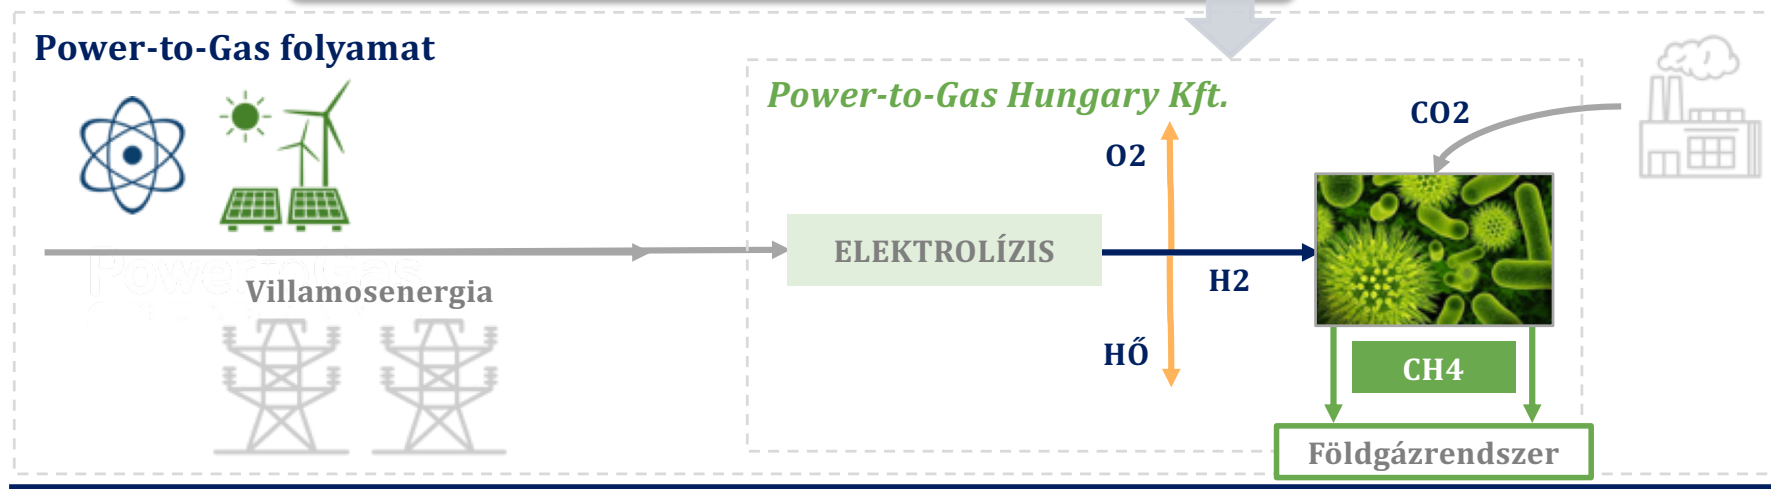 Power-to-Gas folyamat
Power-to-Gas Hungary Kft.
CO2
O2
ELEKTROLÍZIS
H2
Villamosenergia
HŐ
CH4
Földgázrendszer